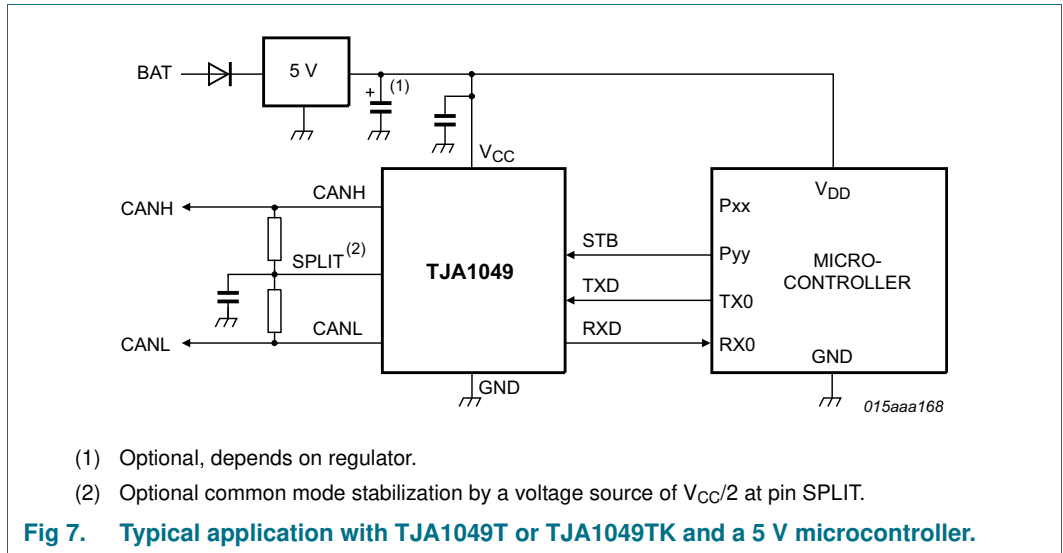 BAT
5 V
+
(1)
VCC
VDD
CANH
CANH
Pxx
STB
Pyy
SPLIT(2)
TJA1049
MICRO-
CONTROLLER
TXD
TX0
CANL
CANL
RXD
RX0
GND
GND
015aaa168
(1) Optional, depends on regulator.
(2) Optional common mode stabilization by a voltage source of VCC/2 at pin SPLIT.
Fig 7. Typical application with TJA1049T or TJA1049TK and a 5 V microcontroller.